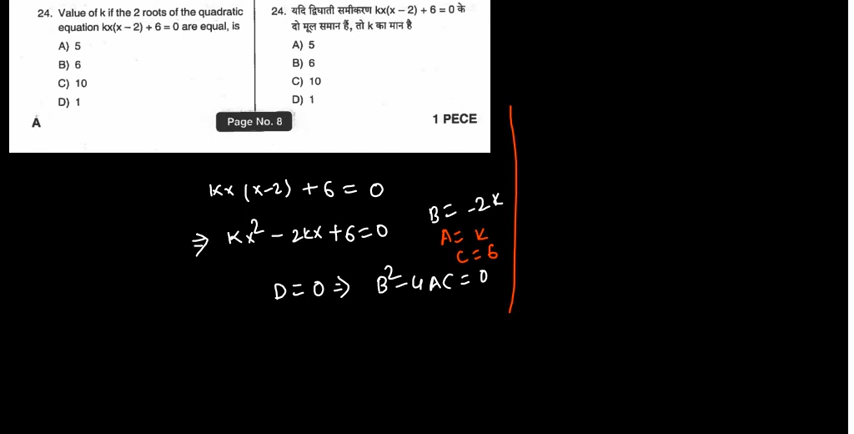 24. Value of k if the 2 roots of the quadratic
equation kx(x – 2) + 6 = 0 are equal, is
A) 5
B) 6
C) 10
D) 1
24. यदि द्विघाती समीकरण kx(x – 2) + 6 = 0 के
दो मूल समान हैं, तो k का मान है
A) 5
B) 6
C) 10
D) 1
A
Page No. 8
1 PECE
kx (x-2) + 6 = 0
⇒ kx² - 2kx + 6 = 0
B = -2k
A = k
C = 6
D = 0 ⇒ B² - 4AC = 0